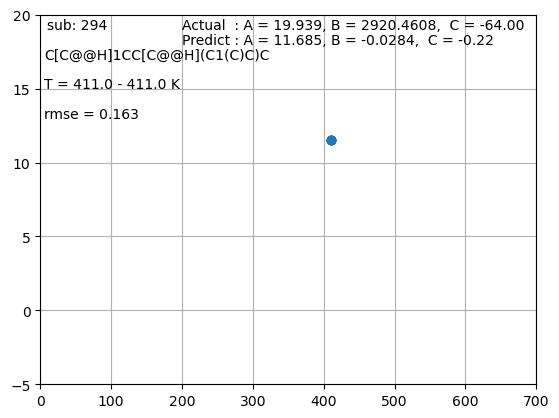 sub: 294
Actual : A = 19.939, B = 2920.4608, C = -64.00
Predict : A = 11.685, B = -0.0284, C = -0.22
C[C@@H]1CC[C@@H](C1(C)C)C
T = 411.0 - 411.0 K
rmse = 0.163
20
15
10
5
0
−5
0 100 200 300 400 500 600 700